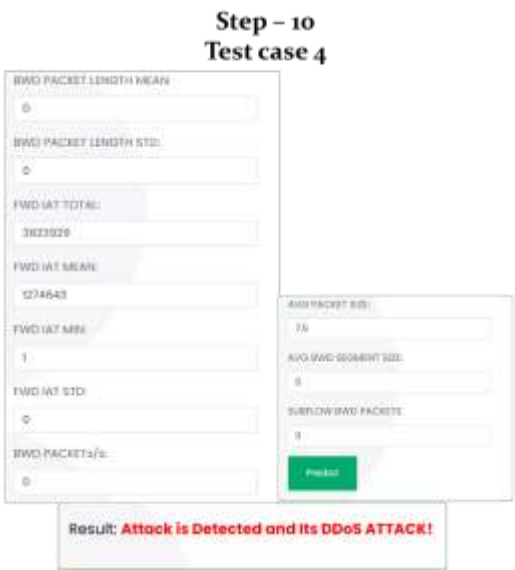 Step – 10
Test case 4
BWD PACKET LENGTH MEAN:
0
BWD PACKET LENGTH STD:
0
FWD IAT TOTAL:
3823929
FWD IAT MEAN:
1274643
FWD IAT MIN:
1
FWD IAT STD:
0
BWD PACKETs/s:
0
AVG PACKET SIZE:
7.5
AVG BWD SEGMENT SIZE:
0
SUBFLOW BWD PACKETS:
0
Predict
Result: Attack is Detected and Its DDoS ATTACK!